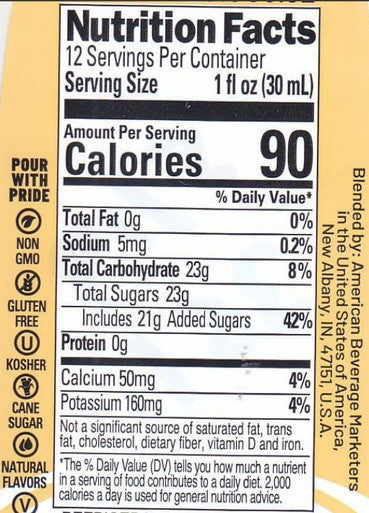 Nutrition Facts
12 Servings Per Container
Serving Size 1 fl oz (30 mL)
Amount Per Serving
Calories 90
% Daily Value*
Total Fat 0g 0%
Sodium 5mg 0.2%
Total Carbohydrate 23g 8%
Total Sugars 23g
Includes 21g Added Sugars 42%
Protein 0g
Calcium 50mg 4%
Potassium 160mg 4%
Not a significant source of saturated fat, trans
fat, cholesterol, dietary fiber, vitamin D and iron.
*The % Daily Value (DV) tells you how much a nutrient
in a serving of food contributes to a daily diet. 2,000
calories a day is used for general nutrition advice.
POUR
WITH
PRIDE
NON
GMO
GLUTEN
FREE
U
KOSHER
CANE
SUGAR
NATURAL
FLAVORS
V
Blended by: American Beverage Marketers
in the United States of America,
New Albany, IN, 47151, U.S.A.